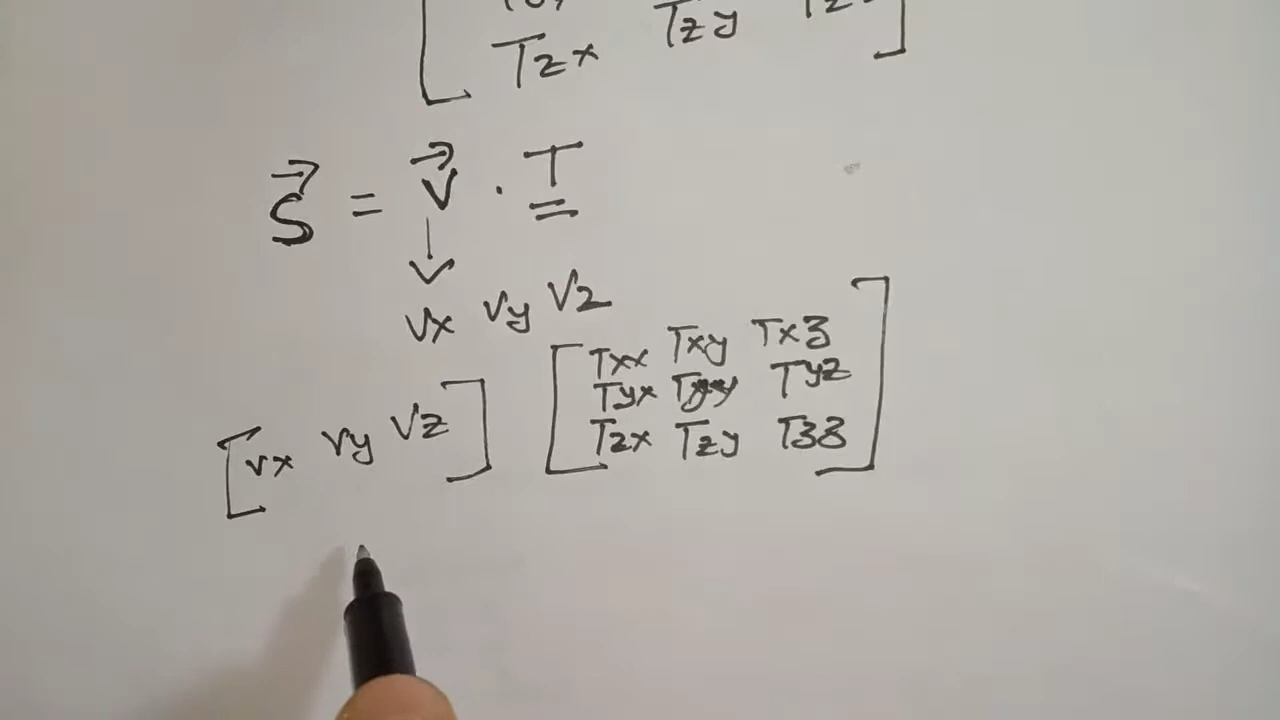 Tzx Tzy
S = V . T
Vx Vy Vz
[Vx Vy Vz] [Txx Txy Txz
Tyx Tyy Tyz
Tzx Tzy Tzz]